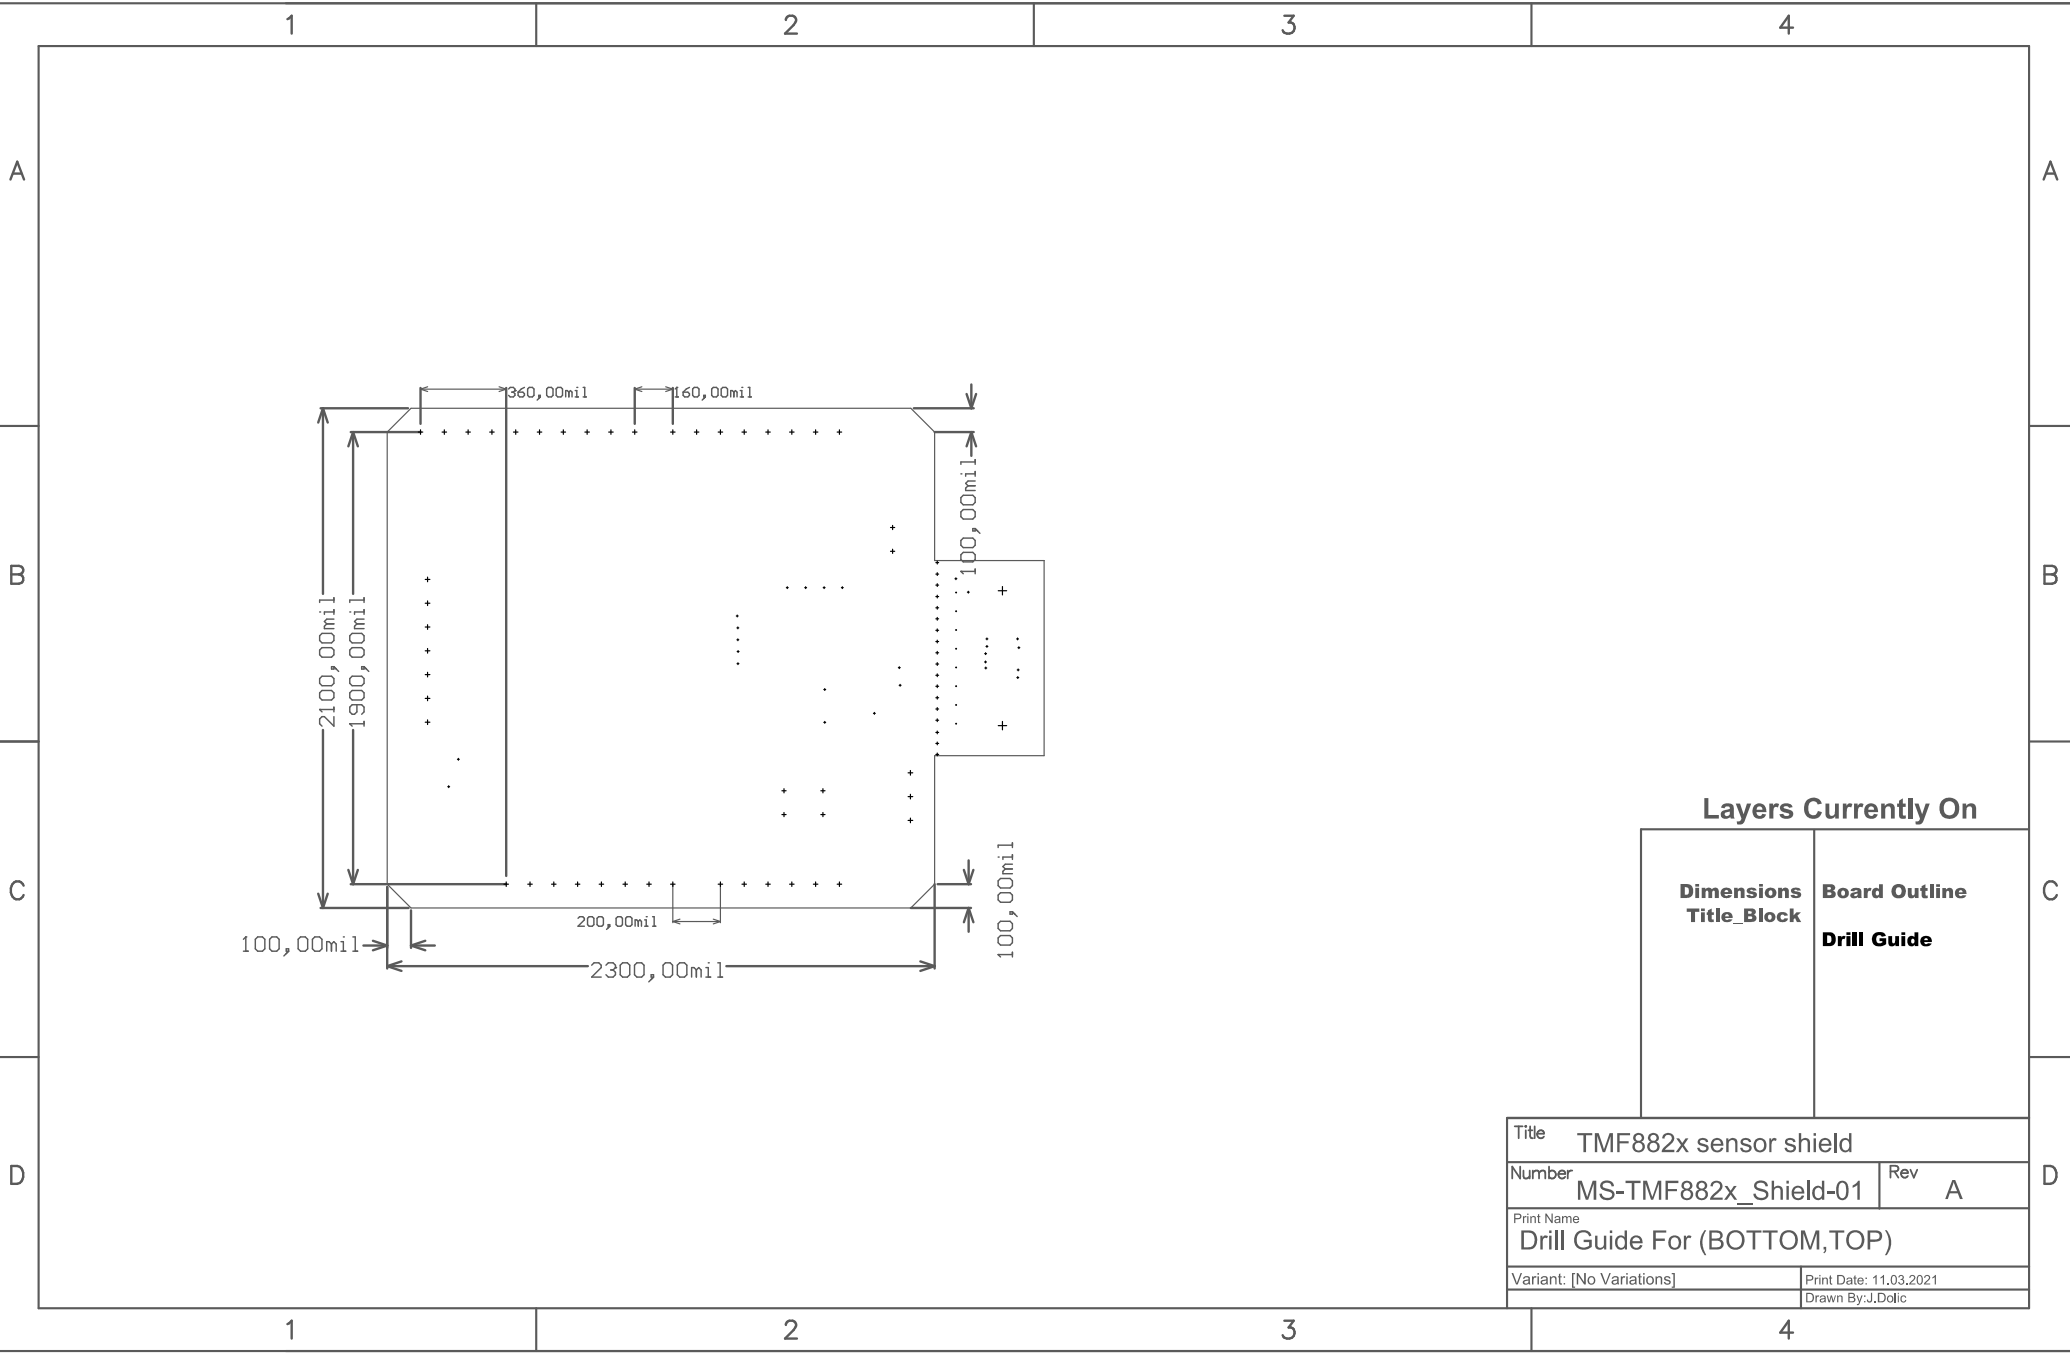 1 2 3 4
A A
360,00mil 160,00mil
100,00mil
B B
2100,00mil
1900,00mil
Layers Currently On
Dimensions Board Outline
Title_Block
Drill Guide
C C
200,00mil
100,00mil
100,00mil
2300,00mil
Title TMF882x sensor shield
Number MS-TMF882x_Shield-01 Rev A
D D
Print Name
Drill Guide For (BOTTOM,TOP)
Variant: [No Variations] Print Date: 11.03.2021
Drawn By:J.Dolic
1 2 3 4